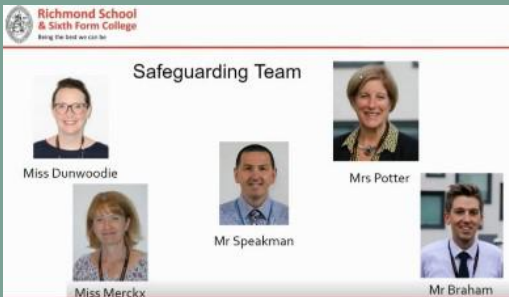 Richmond School
& Sixth Form College
Being the best we can be
Safeguarding Team
Miss Dunwoodie
Mrs Potter
Mr Speakman
Miss Merckx
Mr Braham